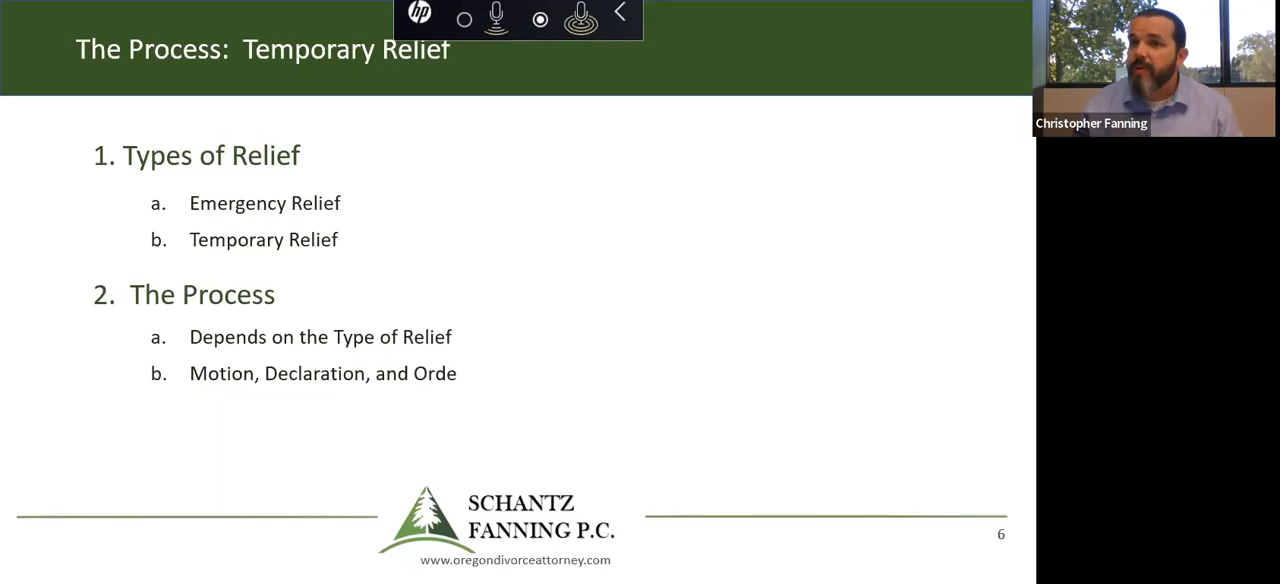 hp
The Process: Temporary Relief
Christopher Fanning
1. Types of Relief
a. Emergency Relief
b. Temporary Relief
2. The Process
a. Depends on the Type of Relief
b. Motion, Declaration, and Orde
SCHANTZ
FANNING P.C.
www.oregondivorceattorney.com
6